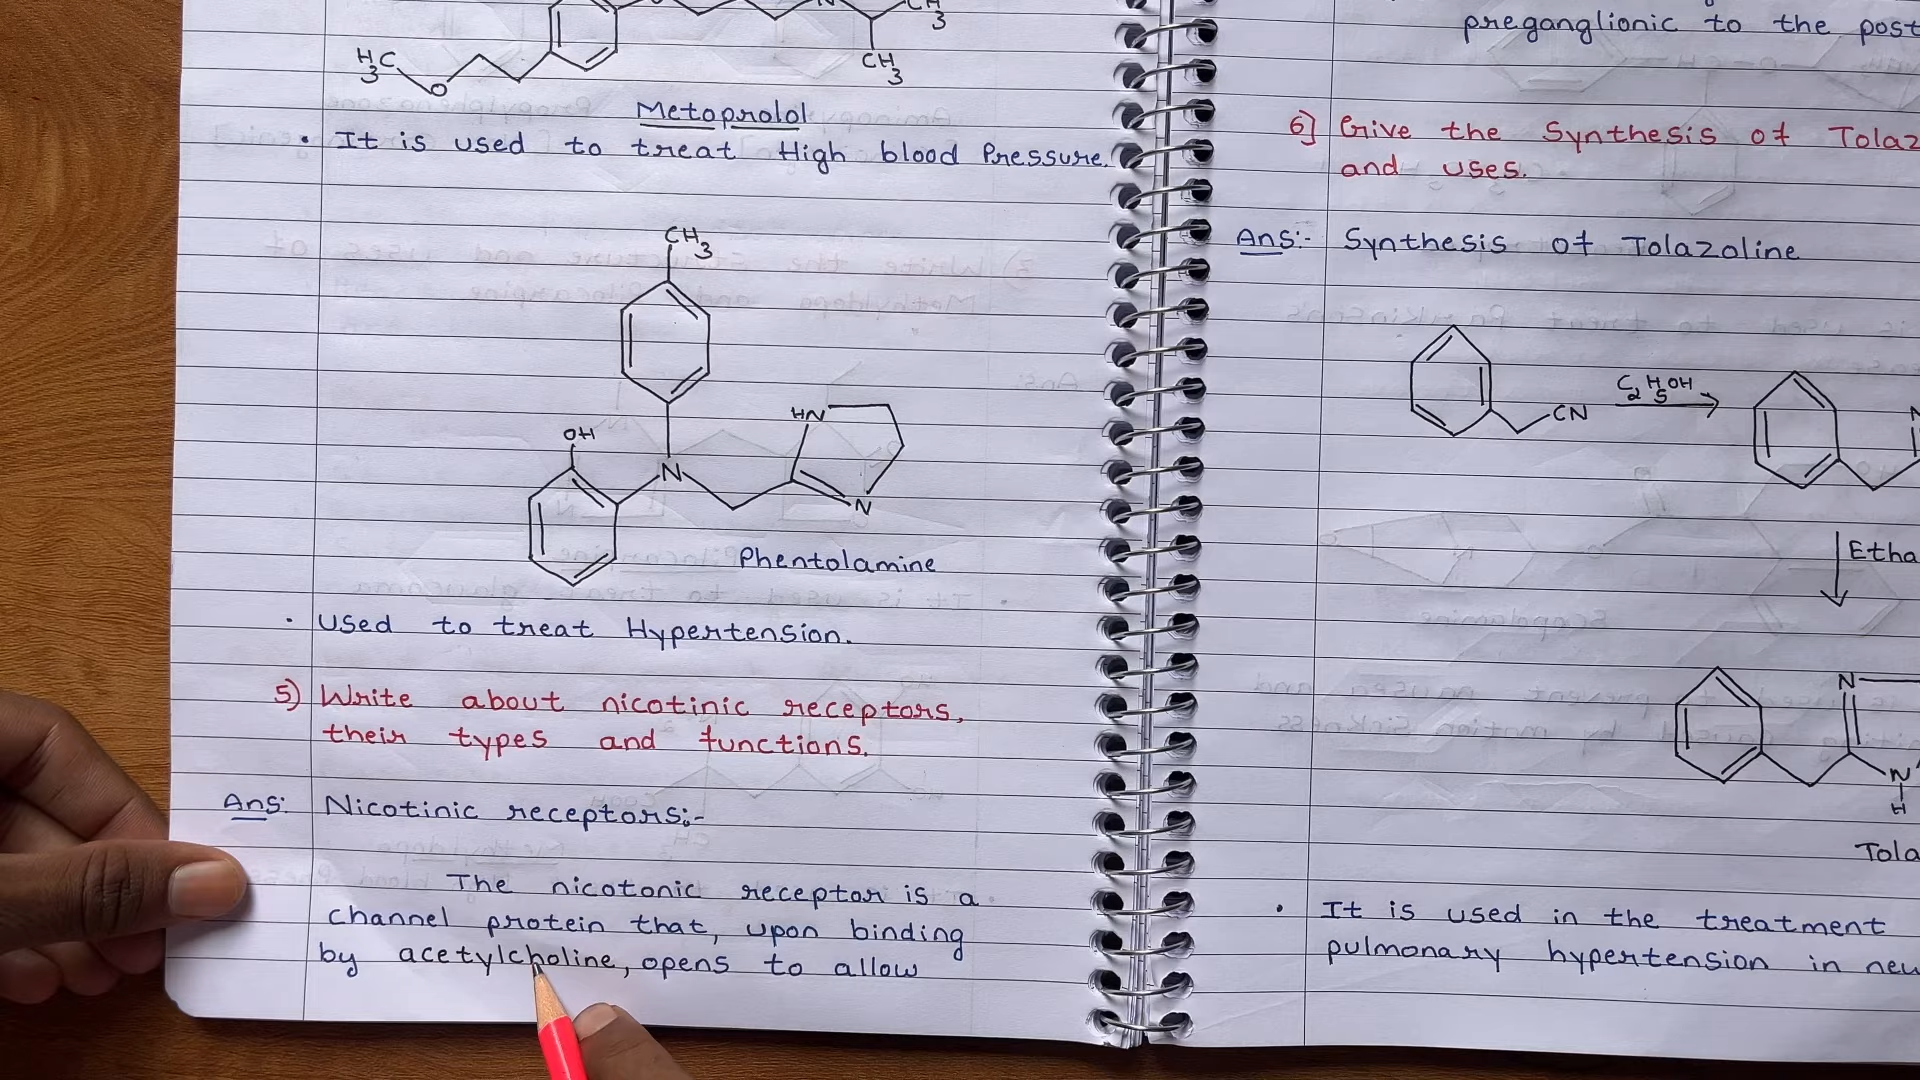 CH3
H3C
O
CH3
Metoprolol
• It is used to treat High blood Pressure.
CH3
HN
OH
N
N
Phentolamine
• used to treat Hypertension.
5) Write about nicotinic receptors,
their types and functions.
Ans: Nicotinic receptors:-
The nicotonic receptor is a
channel protein that, upon binding
by acetylcholine, opens to allow
preganglionic to the post
6] Give the Synthesis of Tolaz
and uses.
Ans:- Synthesis of Tolazoline
CN
C2H5OH
Etha
N
N
H
Tola
• It is used in the treatment
pulmonary hypertension in new